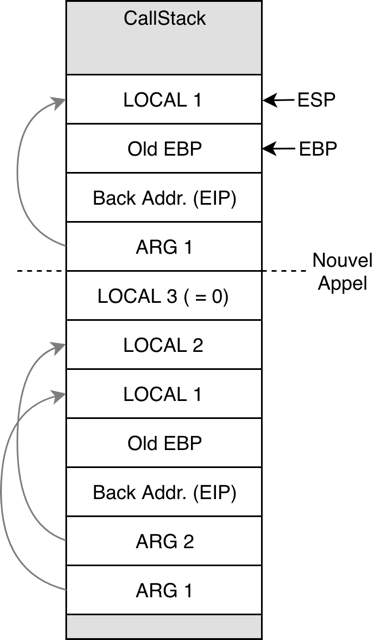 CallStack
LOCAL 1
ESP
Old EBP
EBP
Back Addr. (EIP)
ARG 1
Nouvel
Appel
LOCAL 3 ( = 0)
LOCAL 2
LOCAL 1
Old EBP
Back Addr. (EIP)
ARG 2
ARG 1